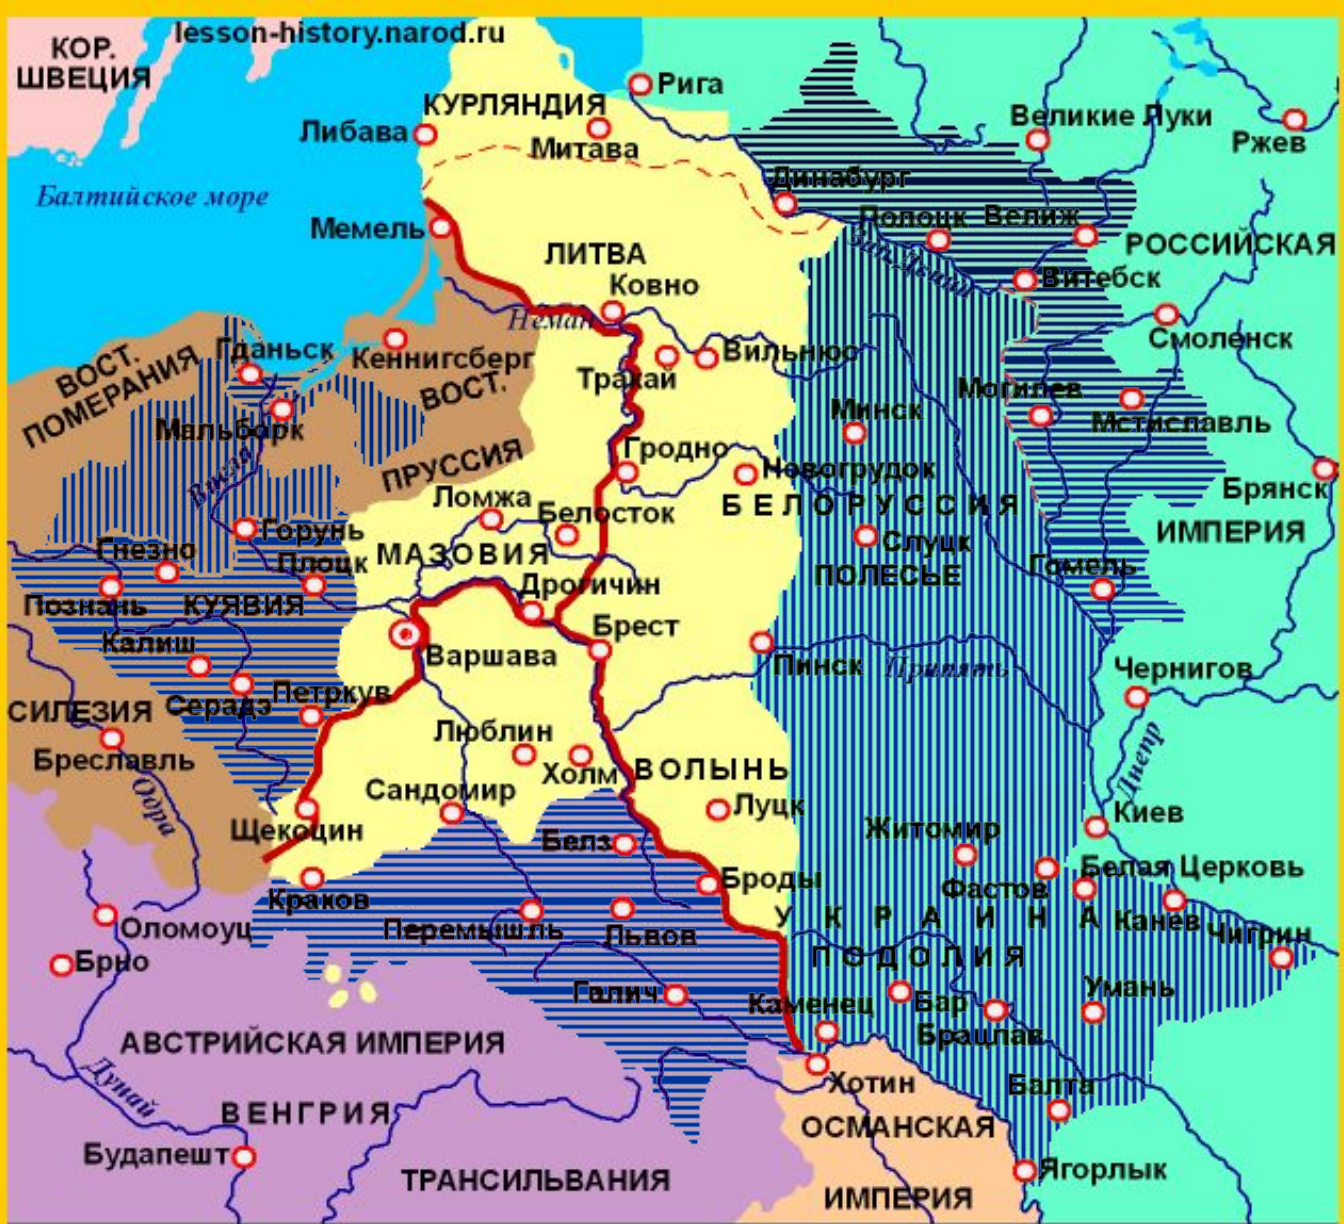 lesson-history.narod.ru
КОР.
ШВЕЦИЯ
Рига
КУРЛЯНДИЯ
Либава
Митава
Великие Луки
Ржев
Балтийское море
Динабург
Полоцк
Велиж
Мемель
РОССИЙСКАЯ
ЛИТВА
Зап. Двина
Витебск
Ковно
Неман
Смоленск
Гданьск
Кеннигсберг
Вильнюс
ВОСТ.
ПОМЕРАНИЯ
Тракай
ВОСТ.
ПРУССИЯ
Могилев
Минск
Мстиславль
Мальборк
Висла
Гродно
Новогрудок
Брянск
Ломжа
Белосток
БЕЛОРУССИЯ
ИМПЕРИЯ
Горунь
Слуцк
Гнезно
Плоцк
МАЗОВИЯ
Дрогичин
ПОЛЕСЬЕ
Гомель
Познань
КУЯВИЯ
Калиш
Варшава
Брест
Пинск
Припять
Чернигов
СИЛЕЗИЯ
Серадз
Петркув
Бреславль
Люблин
Холм
ВОЛЫНЬ
Днепр
Одра
Сандомир
Луцк
Киев
Щекоцин
Белз
Житомир
Краков
Броды
Фастов
Белая Церковь
Оломоуц
Перемышль
Львов
УКРАИНА
Канев
Чигрин
Брно
ПОДОЛИЯ
Галич
Каменец
Бар
Умань
Брацлав
АВСТРИЙСКАЯ ИМПЕРИЯ
Дунай
Хотин
Балта
ВЕНГРИЯ
ОСМАНСКАЯ
Будапешт
ТРАНСИЛЬВАНИЯ
Ягорлык
ИМПЕРИЯ